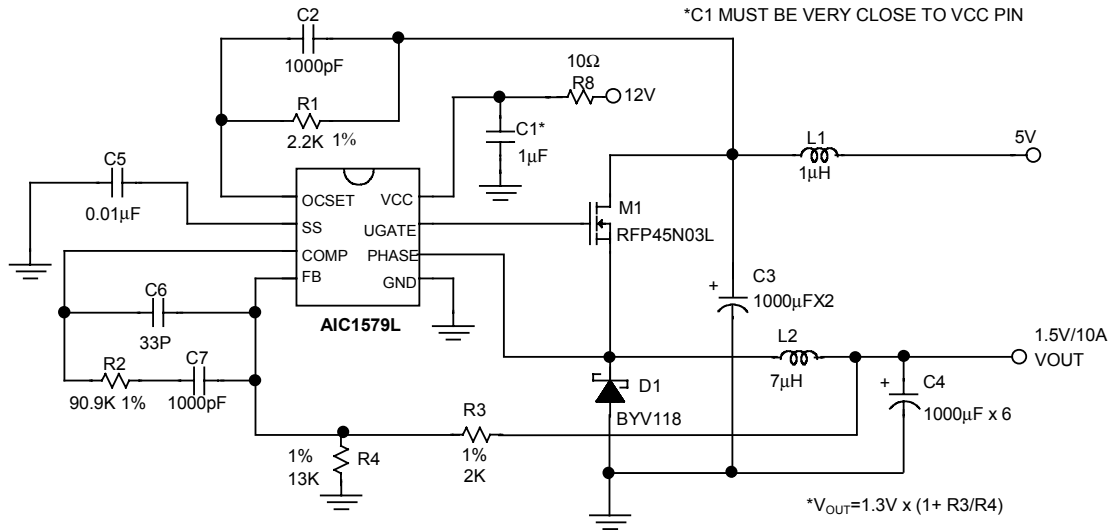 *C1 MUST BE VERY CLOSE TO VCC PIN
C2
1000pF
R1
2.2K 1%
10Ω
R8
12V
C1*
1µF
L1
1µH
5V
C5
0.01µF
OCSET
SS
COMP
FB
VCC
UGATE
PHASE
GND
AIC1579L
M1
RFP45N03L
C6
33P
R2
90.9K 1%
C7
1000pF
+
C3
1000µFX2
L2
7µH
1.5V/10A
VOUT
D1
BYV118
+
C4
1000µF x 6
R3
1%
2K
1%
13K
R4
*VOUT=1.3V x (1+ R3/R4)